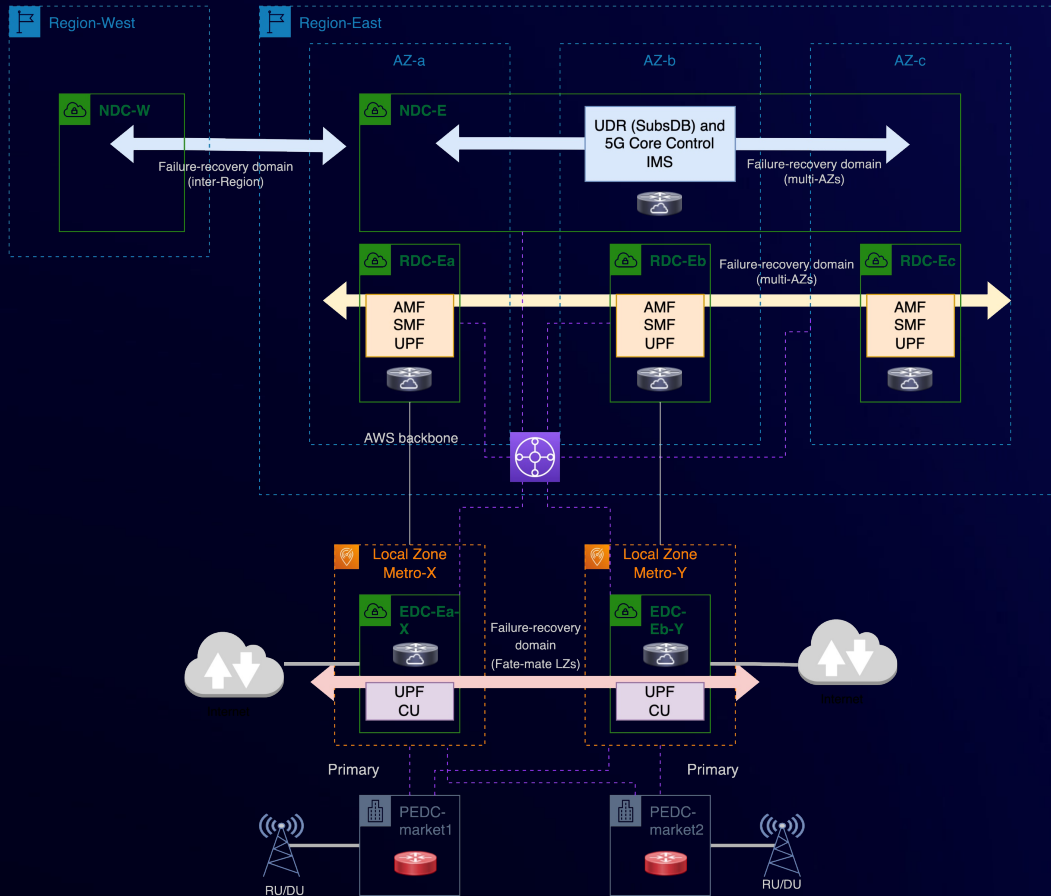 Region-West
Region-East
AZ-a
AZ-b
AZ-c
NDC-W
NDC-E
UDR (SubsDB) and
5G Core Control
IMS
Failure-recovery domain
(inter-Region)
Failure-recovery domain
(multi-AZs)
RDC-Ea
RDC-Eb
Failure-recovery domain
(multi-AZs)
RDC-Ec
AMF
SMF
UPF
AMF
SMF
UPF
AMF
SMF
UPF
AWS backbone
Local Zone
Metro-X
Local Zone
Metro-Y
EDC-Ea-
X
Failure-recovery
domain
(Fate-mate LZs)
EDC-
Eb-Y
UPF
CU
UPF
CU
Primary
Primary
PEDC-
market1
PEDC-
market2
RU/DU
RU/DU